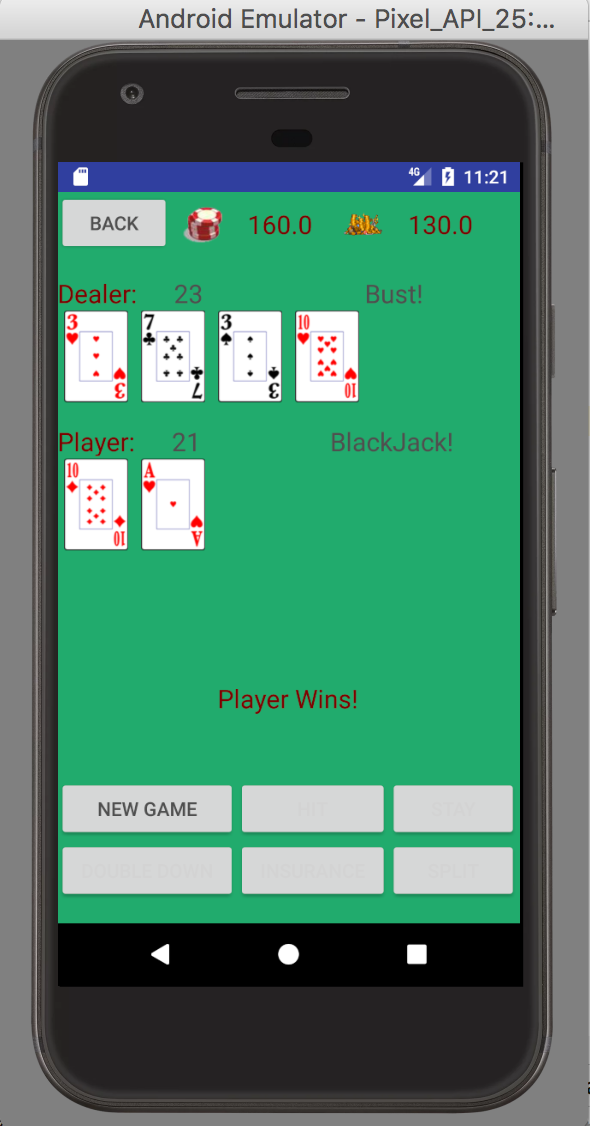 Android Emulator - Pixel_API_25:...
4G 11:21
BACK 160.0 130.0
Dealer: 23 Bust!
3 7 3 10
3 7 3 10
Player: 21 BlackJack!
10 A
10 A
Player Wins!
NEW GAME HIT STAY
DOUBLE DOWN INSURANCE SPLIT